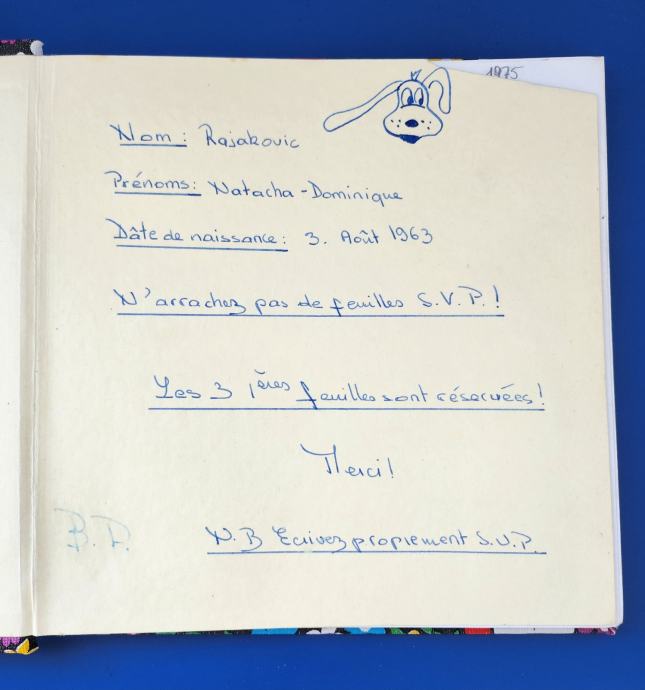 1975
Nom : Rajakovic
Prénoms: Natacha-Dominique
Dâte de naissance : 3. Août 1963
N'arrachez pas de feuilles S.V.P.!
Les 3 1ères feuilles sont réservées!
Merci!
B.D.
N.B Ecrivez proprement S.V.P.